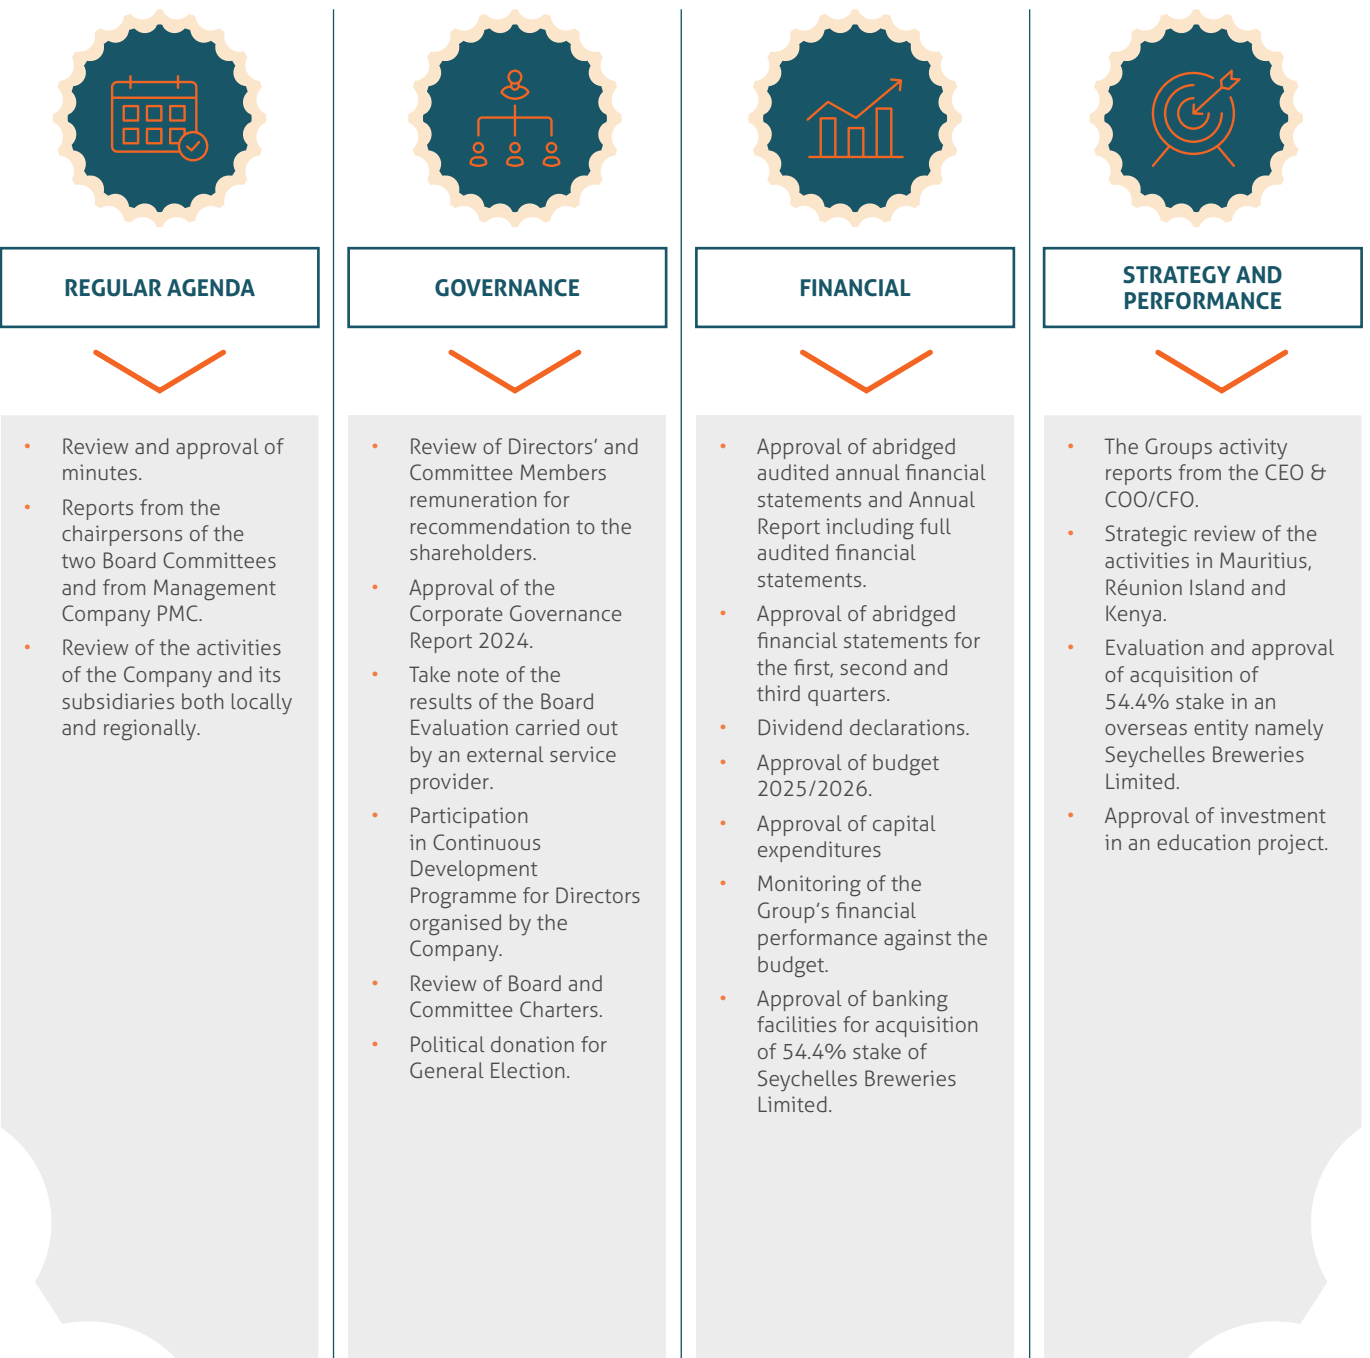 REGULAR AGENDA
• Review and approval of
minutes.
• Reports from the
chairpersons of the
two Board Committees
and from Management
Company PMC.
• Review of the activities
of the Company and its
subsidiaries both locally
and regionally.
GOVERNANCE
• Review of Directors’ and
Committee Members
remuneration for
recommendation to the
shareholders.
• Approval of the
Corporate Governance
Report 2024.
• Take note of the
results of the Board
Evaluation carried out
by an external service
provider.
• Participation
in Continuous
Development
Programme for Directors
organised by the
Company.
• Review of Board and
Committee Charters.
• Political donation for
General Election.
FINANCIAL
• Approval of abridged
audited annual financial
statements and Annual
Report including full
audited financial
statements.
• Approval of abridged
financial statements for
the first, second and
third quarters.
• Dividend declarations.
• Approval of budget
2025/2026.
• Approval of capital
expenditures
• Monitoring of the
Group’s financial
performance against the
budget.
• Approval of banking
facilities for acquisition
of 54.4% stake of
Seychelles Breweries
Limited.
STRATEGY AND
PERFORMANCE
• The Groups activity
reports from the CEO &
COO/CFO.
• Strategic review of the
activities in Mauritius,
Réunion Island and
Kenya.
• Evaluation and approval
of acquisition of
54.4% stake in an
overseas entity namely
Seychelles Breweries
Limited.
• Approval of investment
in an education project.